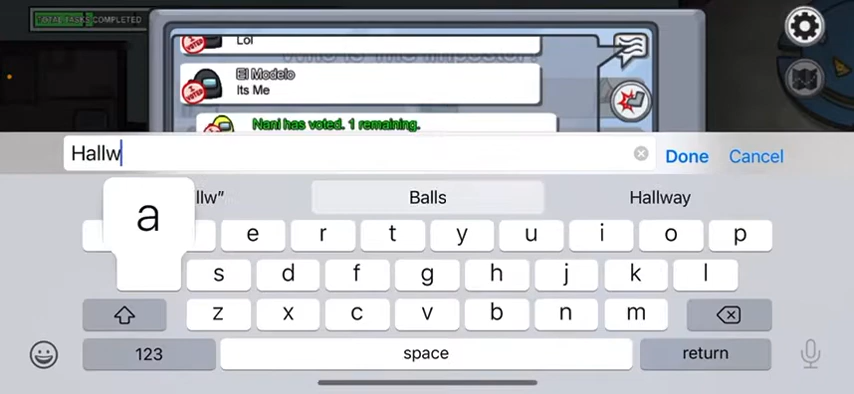 TOTAL TASKS COMPLETED
Lol
El Modelo
I VOTED
Its Me
Nani has voted. 1 remaining.
Hallw
Done
Cancel
llw”
Balls
Hallway
a
e r t y u i o p
s d f g h j k l
z x c v b n m
123
space
return